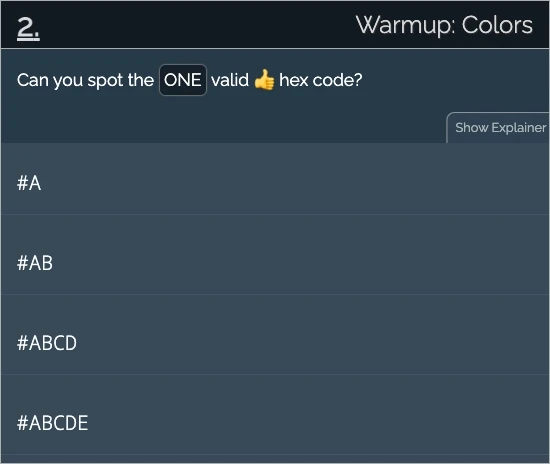 2.
Warmup: Colors
Can you spot the ONE valid 👍 hex code?
Show Explainer
#A
#AB
#ABCD
#ABCDE